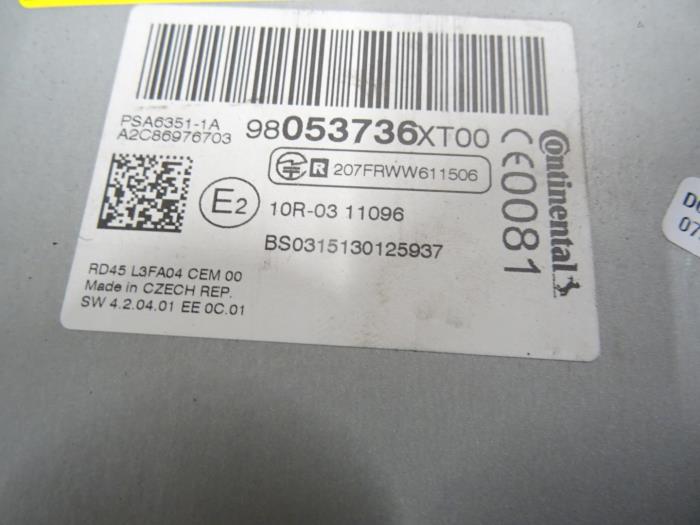 PSA6351-1A
A2C86976703
98053736XT00
R 207FRWW611506
E2
10R-03 11096
BS0315130125937
RD45 L3FA04 CEM 00
Made in CZECH REP.
SW 4.2.04.01 EE 0C.01
CE0081
Continental
07